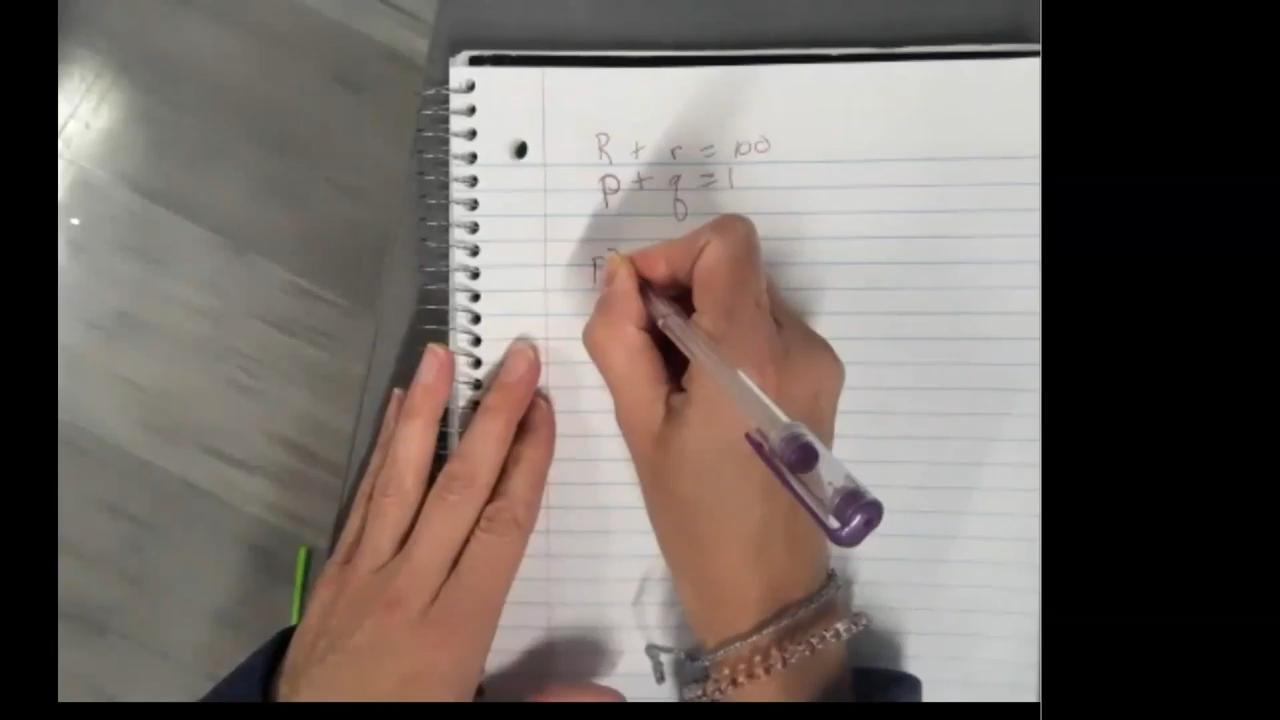 R + r = 100
p + q = 1
p